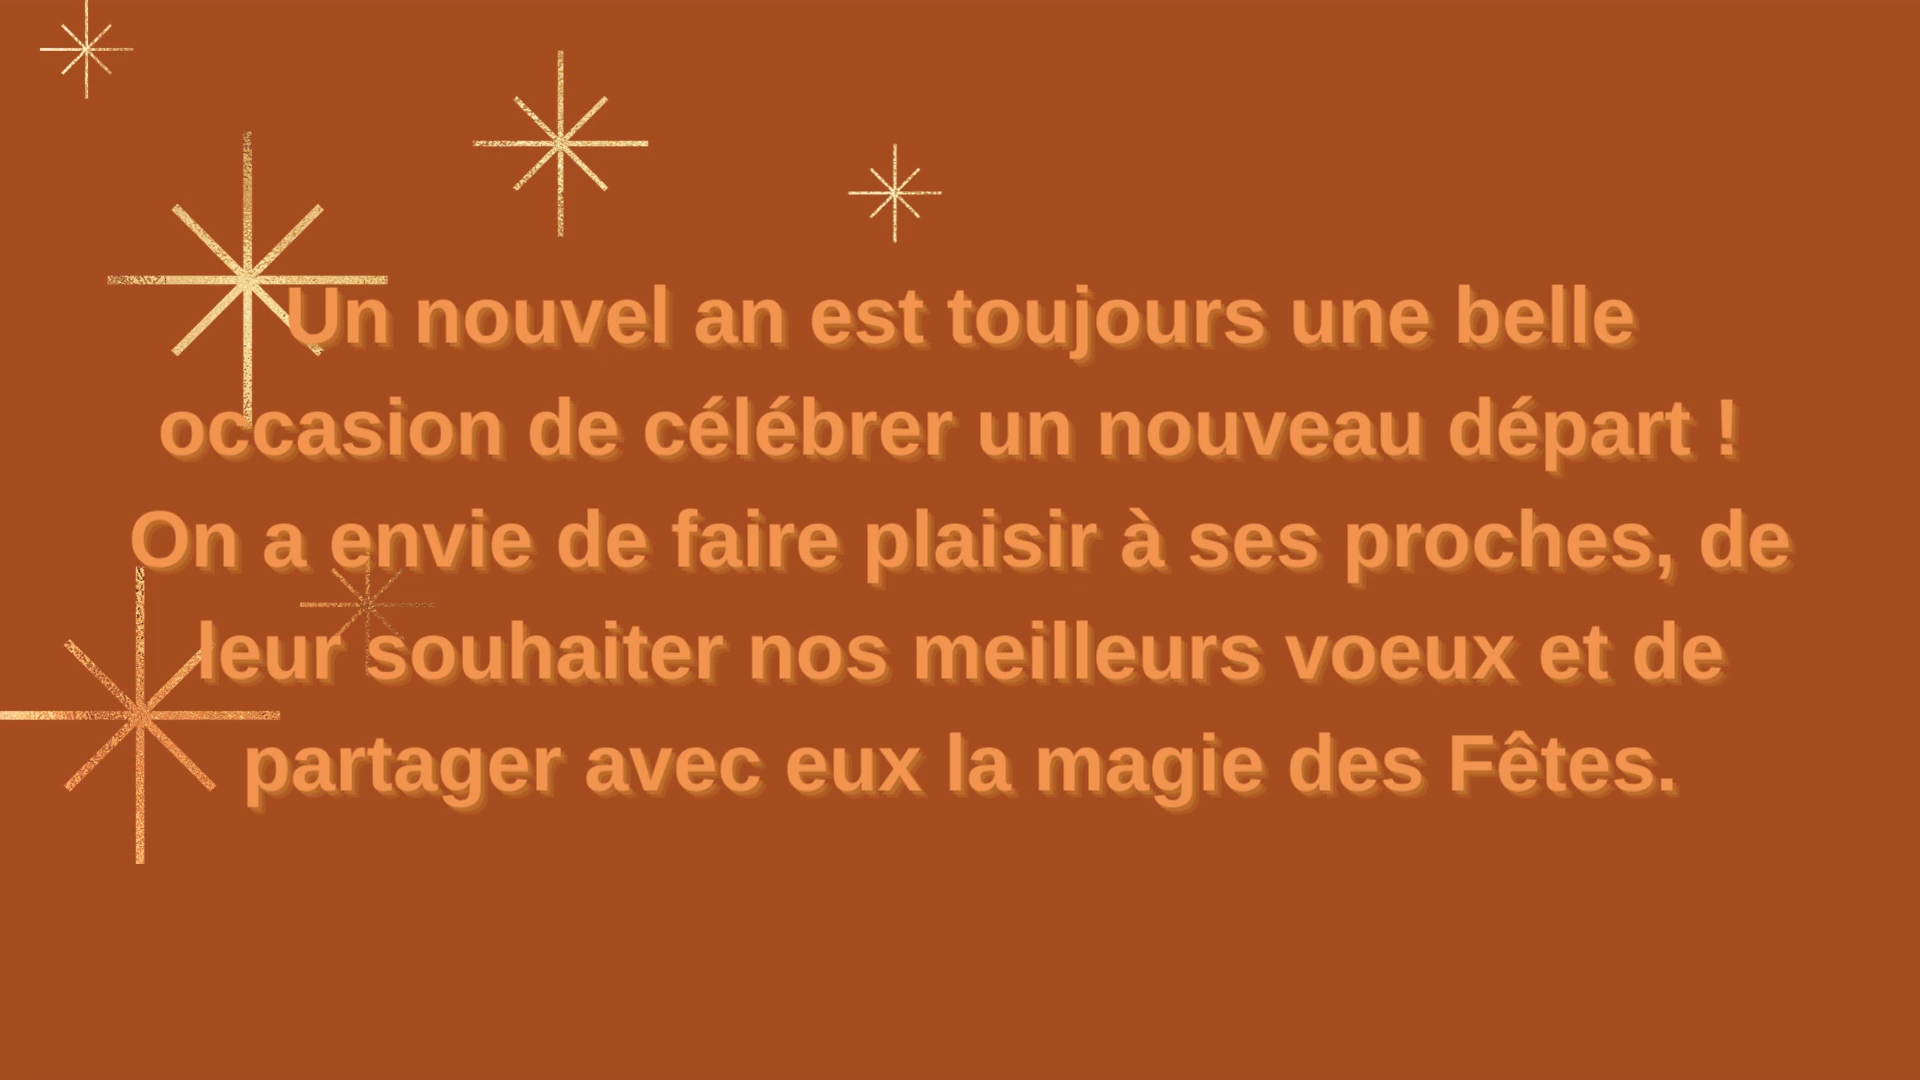 Un nouvel an est toujours une belle
occasion de célébrer un nouveau départ !
On a envie de faire plaisir à ses proches, de
leur souhaiter nos meilleurs voeux et de
partager avec eux la magie des Fêtes.